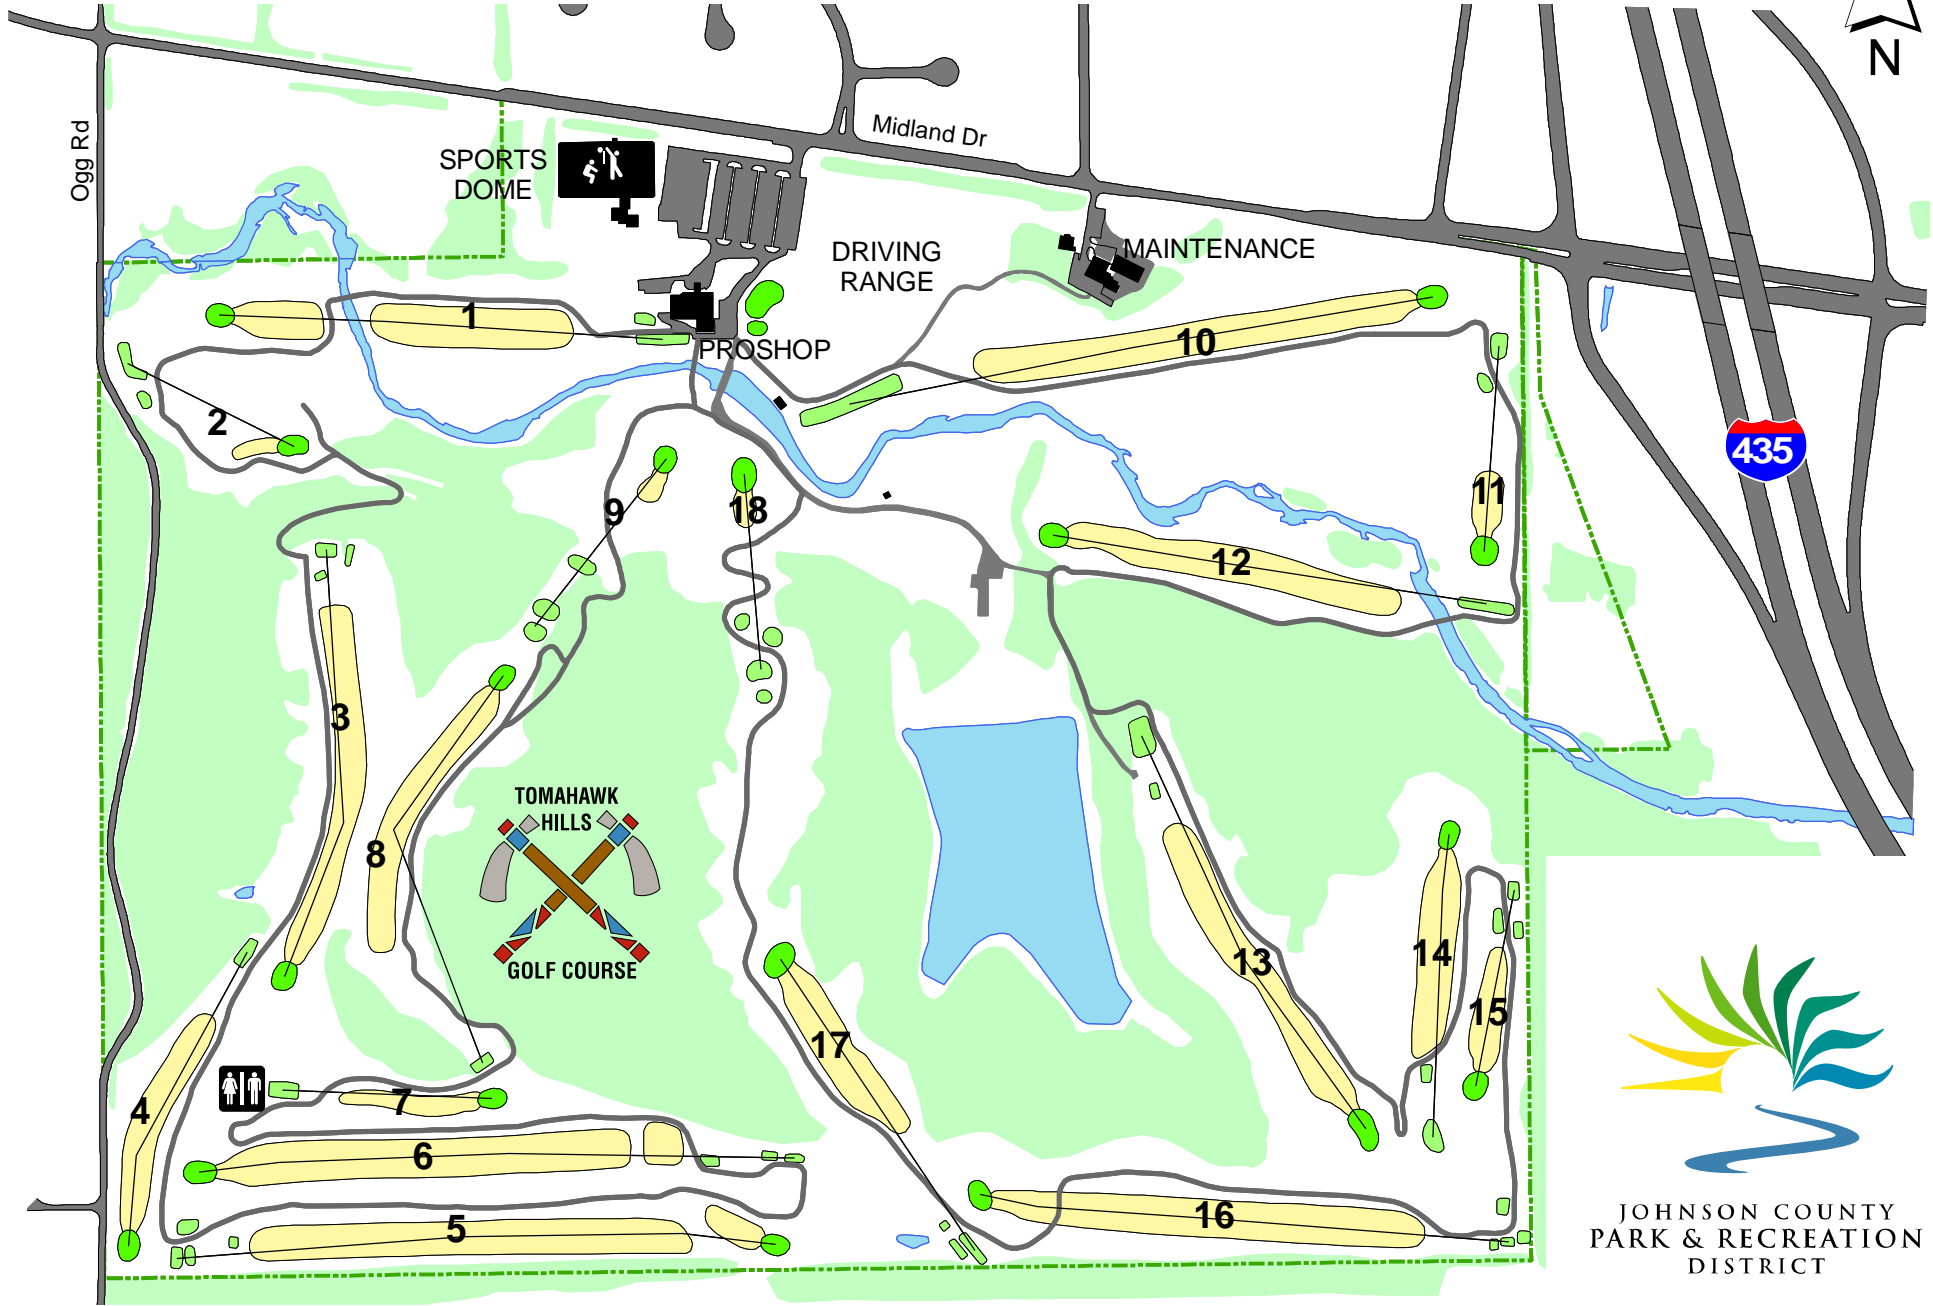 N
Ogg Rd
Midland Dr
SPORTS
DOME
DRIVING
RANGE
MAINTENANCE
1
PROSHOP
10
2
435
9
18
11
12
3
TOMAHAWK
HILLS
8
GOLF COURSE
13
14
15
17
4
7
6
5
16
JOHNSON COUNTY
PARK & RECREATION
DISTRICT